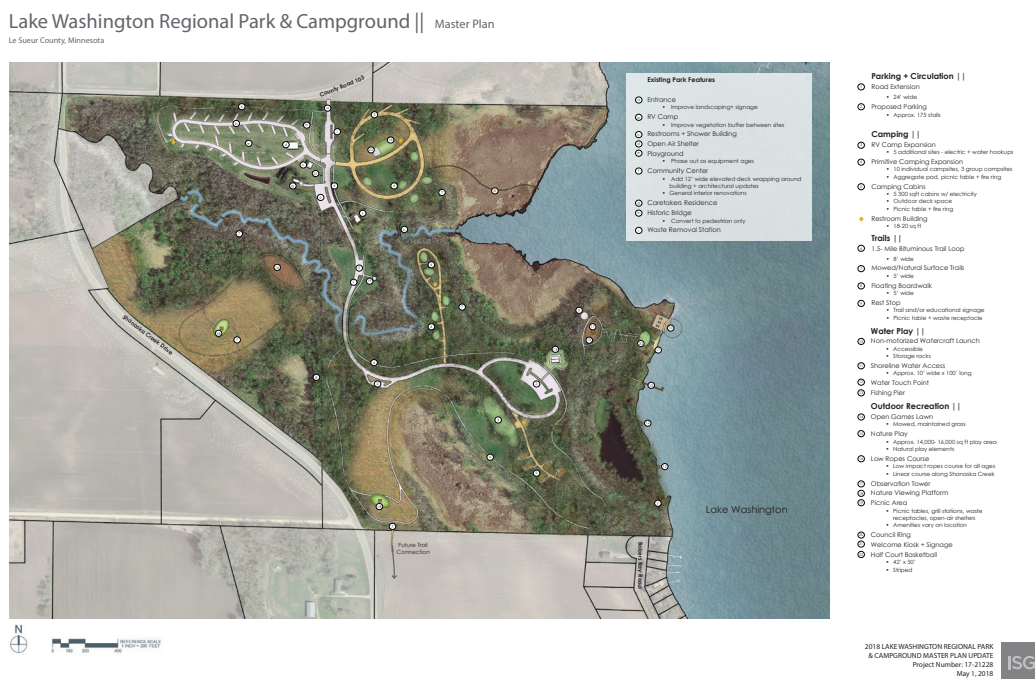 Lake Washington Regional Park & Campground || Master Plan
Le Sueur County, Minnesota
County Road 103
Shanaska Creek Drive
Lake Washington
Future Trail
Connection
Bakers Bay Road
Existing Park Features
Entrance
• Improve landscaping+ signage
RV Camp
• Improve vegetation buffer between sites
Restrooms + Shower Building
Open Air Shelter
Playground
• Phase out as equipment ages
Community Center
• Add 12' wide elevated deck wrapping around
building + architectural updates
• General interior renovations
Caretakers Residence
Historic Bridge
• Convert to pedestrian only
Waste Removal Station
Parking + Circulation ||
Road Extension
• 24' wide
Proposed Parking
• Approx. 175 stalls
Camping ||
RV Camp Expansion
• 5 additional sites - electric + water hookups
Primitive Camping Expansion
• 10 individual campsites, 3 group campsites
• Aggregate pad, picnic table + fire ring
Camping Cabins
• 5 300 sqft cabins w/ electricity
• Outdoor deck space
• Picnic table + fire ring
Restroom Building
• 18-20 sq ft
Trails ||
1.5- Mile Bituminous Trail Loop
• 8' wide
Mowed/Natural Surface Trails
• 5' wide
Floating Boardwalk
• 5' wide
Rest Stop
• Trail and/or educational signage
• Picnic table + waste receptacle
Water Play ||
Non-motorized Watercraft Launch
• Accessible
• Storage racks
Shoreline Water Access
• Approx. 10' wide x 100' long
Water Touch Point
Fishing Pier
Outdoor Recreation ||
Open Games Lawn
• Mowed, maintained grass
Nature Play
• Approx. 14,000- 16,000 sq ft play area
• Natural play elements
Low Ropes Course
• Low impact ropes course for all ages
• Linear course along Shanaska Creek
Observation Tower
Nature Viewing Platform
Picnic Area
• Picnic tables, grill stations, waste
receptacles, open-air shelters
• Amenities vary on location
Council Ring
Welcome Kiosk + Signage
Half Court Basketball
• 42' x 50'
• Striped
N
REFERENCE SCALE
1 INCH = 200 FEET
0 100 200 400
2018 LAKE WASHINGTON REGIONAL PARK
& CAMPGROUND MASTER PLAN UPDATE
Project Number: 17-21228
May 1, 2018
ISG